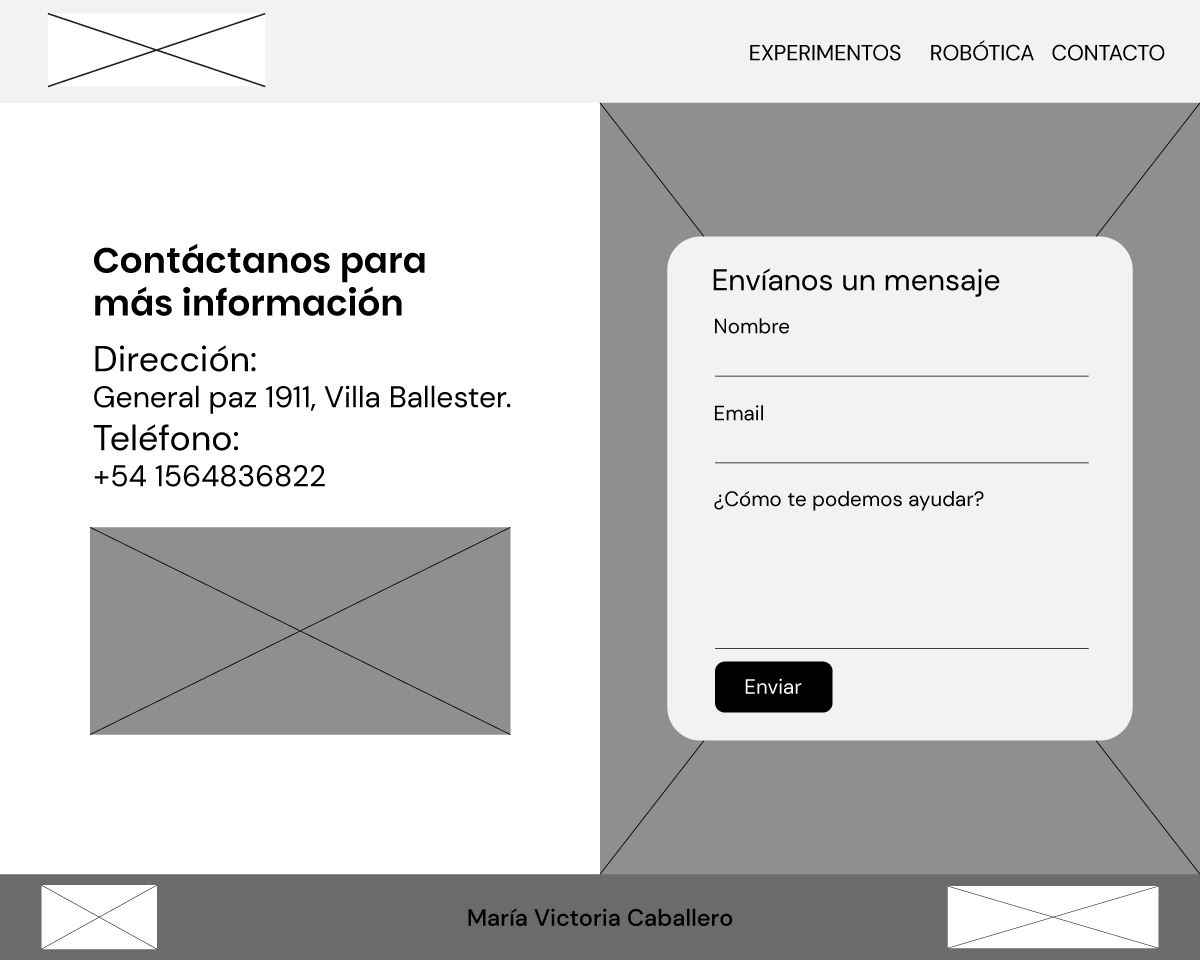 EXPERIMENTOS ROBÓTICA CONTACTO
Contáctanos para
más información
Dirección:
General paz 1911, Villa Ballester.
Teléfono:
+54 1564836822
Envíanos un mensaje
Nombre
Email
¿Cómo te podemos ayudar?
Enviar
María Victoria Caballero